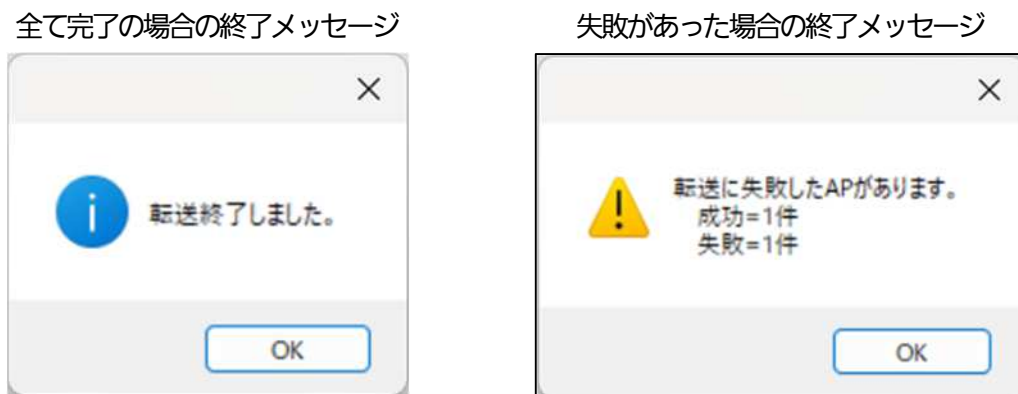 全て完了の場合の終了メッセージ
失敗があった場合の終了メッセージ
転送終了しました。
OK
転送に失敗したAPがあります。
成功=1件
失敗=1件
OK